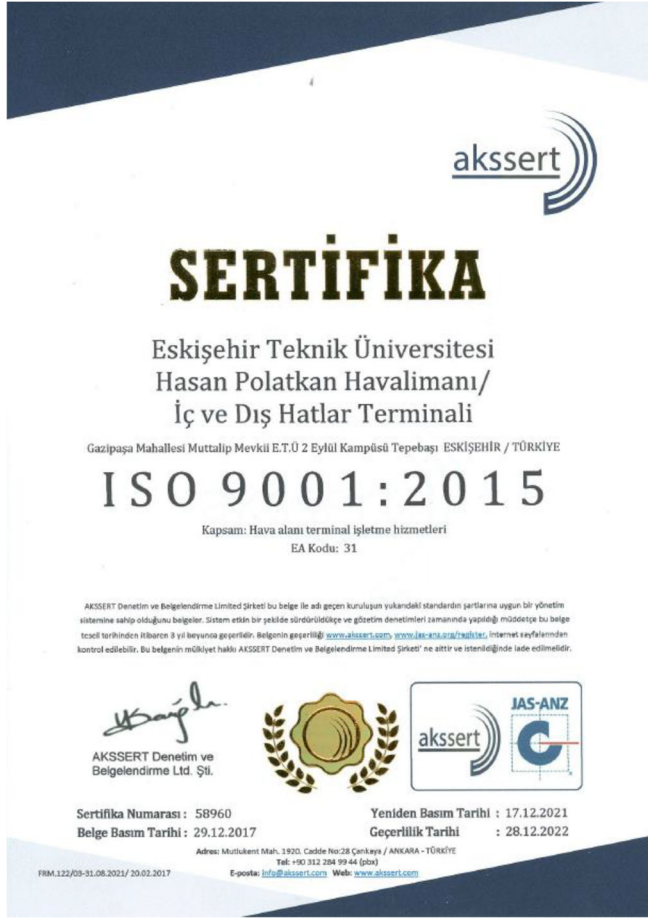 akssert
SERTİFİKA
Eskişehir Teknik Üniversitesi
Hasan Polatkan Havalimanı/
İç ve Dış Hatlar Terminali
Gazipaşa Mahallesi Muttalip Mevkii E.T.Ü 2 Eylül Kampüsü Tepebaşı ESKİŞEHİR / TÜRKİYE
ISO 9001:2015
Kapsam: Hava alanı terminal işletme hizmetleri
EA Kodu: 31
AKSSERT Denetim ve Belgelendirme Limited Şirketi bu belge ile adı geçen kuruluşun yukarıdaki standardın şartlarına uygun bir yönetim
sistemine sahip olduğunu belgeler. Sistem etkin bir şekilde sürdürüldükçe ve gözetim denetimleri zamanında yapıldığı müddetçe bu belge
tescil tarihinden itibaren 3 yıl boyunca geçerlidir. Belgenin geçerliliği www.akssert.com, www.jas-anz.org/register, internet sayfalarından
kontrol edilebilir. Bu belgenin mülkiyet hakkı AKSSERT Denetim ve Belgelendirme Limited Şirketi' ne aittir ve istenildiğinde iade edilmelidir.
AKSSERT Denetim ve
Belgelendirme Ltd. Şti.
akssert
JAS-ANZ
Sertifika Numarası : 58960
Belge Basım Tarihi : 29.12.2017
Yeniden Basım Tarihi : 17.12.2021
Geçerlilik Tarihi : 28.12.2022
Adres: Mutlukent Mah. 1920. Cadde No:28 Çankaya / ANKARA - TÜRKİYE
Tel: +90 312 284 99 44 (pbx)
E-posta: info@akssert.com Web: www.akssert.com
FRM.122/03-31.08.2021/ 20.02.2017